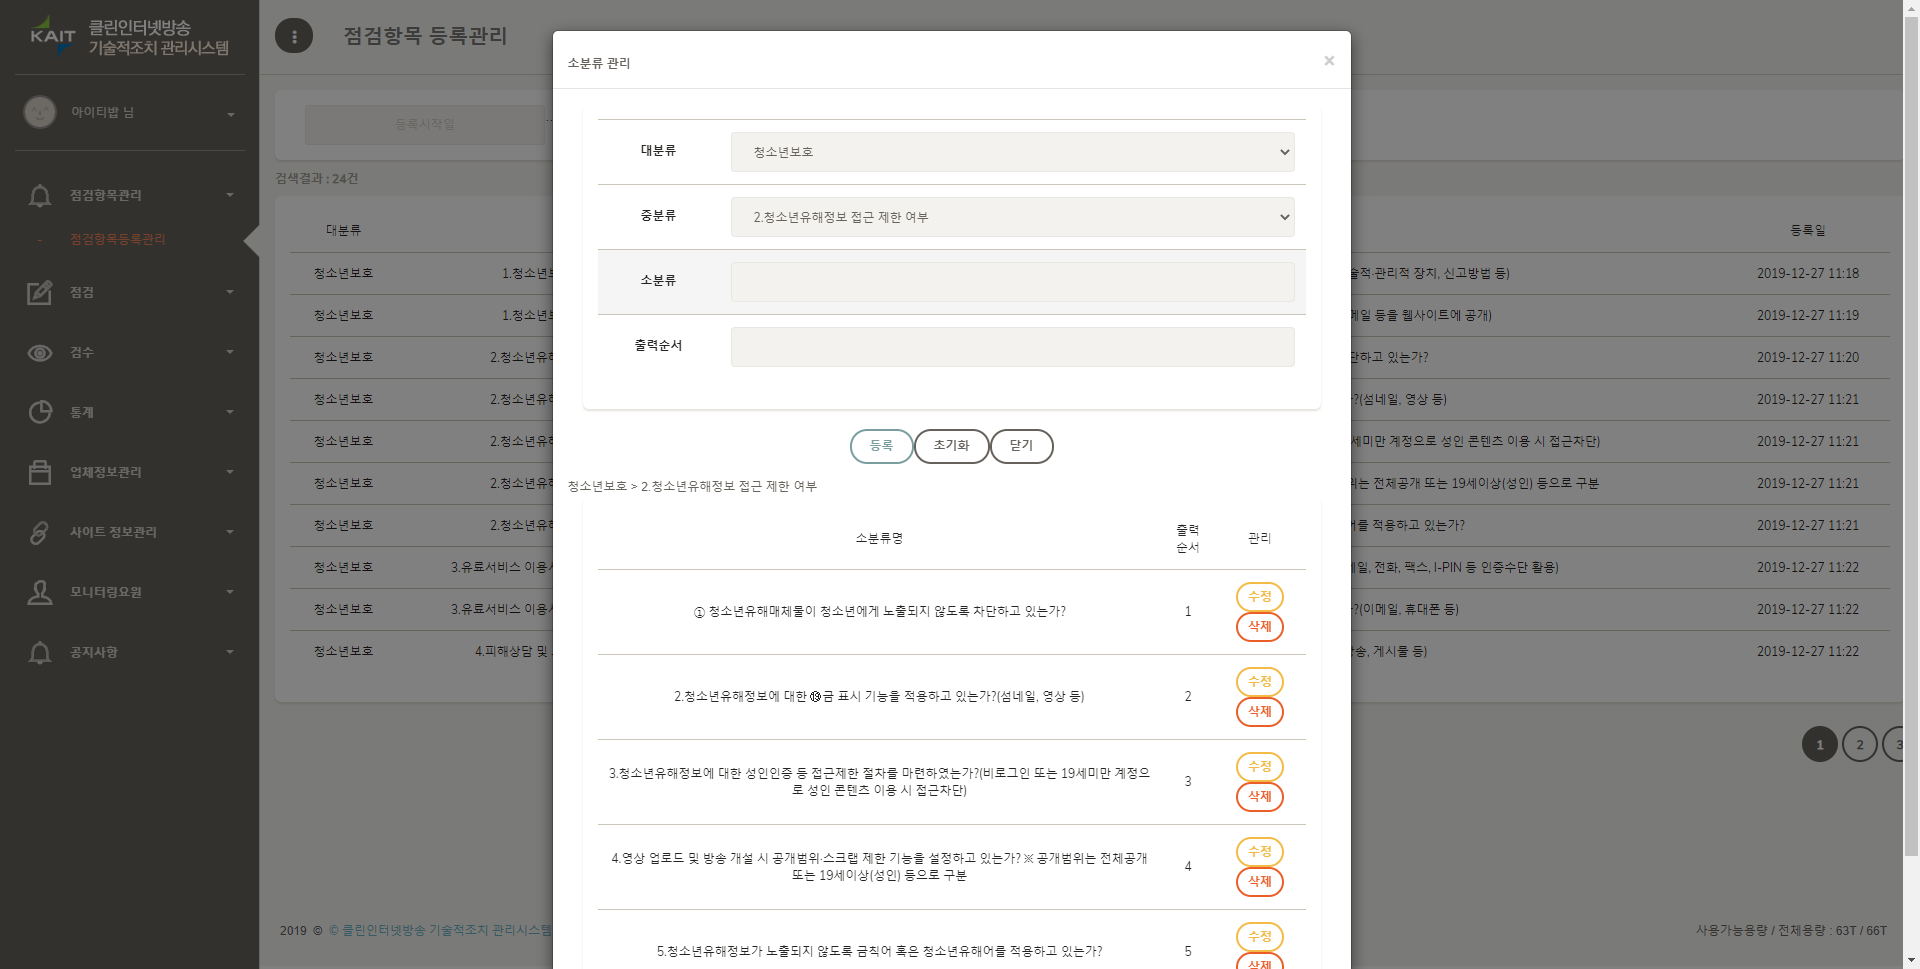 KAIT
클린인터넷방송
기술적조치 관리시스템
아이티밥 님
점검항목관리
- 점검항목등록관리
점검
검수
통계
업체정보관리
사이트 정보관리
모니터링요원
공지사항
점검항목 등록관리
등록시작일
검색결과 : 24건
대분류
등록일
청소년보호 1.청소년보 술적·관리적 장치, 신고방법 등) 2019-12-27 11:18
청소년보호 1.청소년보 메일 등을 웹사이트에 공개) 2019-12-27 11:19
청소년보호 2.청소년유해 단하고 있는가? 2019-12-27 11:20
청소년보호 2.청소년유해 ?(섬네일, 영상 등) 2019-12-27 11:21
청소년보호 2.청소년유해 세미만 계정으로 성인 콘텐츠 이용 시 접근차단) 2019-12-27 11:21
청소년보호 2.청소년유해 위는 전체공개 또는 19세이상(성인) 등으로 구분 2019-12-27 11:21
청소년보호 2.청소년유해 어를 적용하고 있는가? 2019-12-27 11:21
청소년보호 3.유료서비스 이용시 메일, 전화, 팩스, I-PIN 등 인증수단 활용) 2019-12-27 11:22
청소년보호 3.유료서비스 이용시 ?(이메일, 휴대폰 등) 2019-12-27 11:22
청소년보호 4.피해상담 및 방송, 게시물 등) 2019-12-27 11:22
1 2 3
소분류 관리
×
대분류 청소년보호
중분류 2.청소년유해정보 접근 제한 여부
소분류
출력순서
등록 초기화 닫기
청소년보호 > 2.청소년유해정보 접근 제한 여부
소분류명 출력 순서 관리
① 청소년유해매체물이 청소년에게 노출되지 않도록 차단하고 있는가? 1 수정
삭제
2.청소년유해정보에 대한 ⑲금 표시 기능을 적용하고 있는가?(섬네일, 영상 등) 2 수정
삭제
3.청소년유해정보에 대한 성인인증 등 접근제한 절차를 마련하였는가?(비로그인 또는 19세미만 계정으
로 성인 콘텐츠 이용 시 접근차단) 3 수정
삭제
4.영상 업로드 및 방송 개설 시 공개범위·스크랩 제한 기능을 설정하고 있는가? ※ 공개범위는 전체공개
또는 19세이상(성인) 등으로 구분 4 수정
삭제
5.청소년유해정보가 노출되지 않도록 금칙어 혹은 청소년유해어를 적용하고 있는가? 5 수정
삭제
2019 © © 클린인터넷방송 기술적조치 관리시스템
사용가능용량 / 전체용량 : 63T / 66T